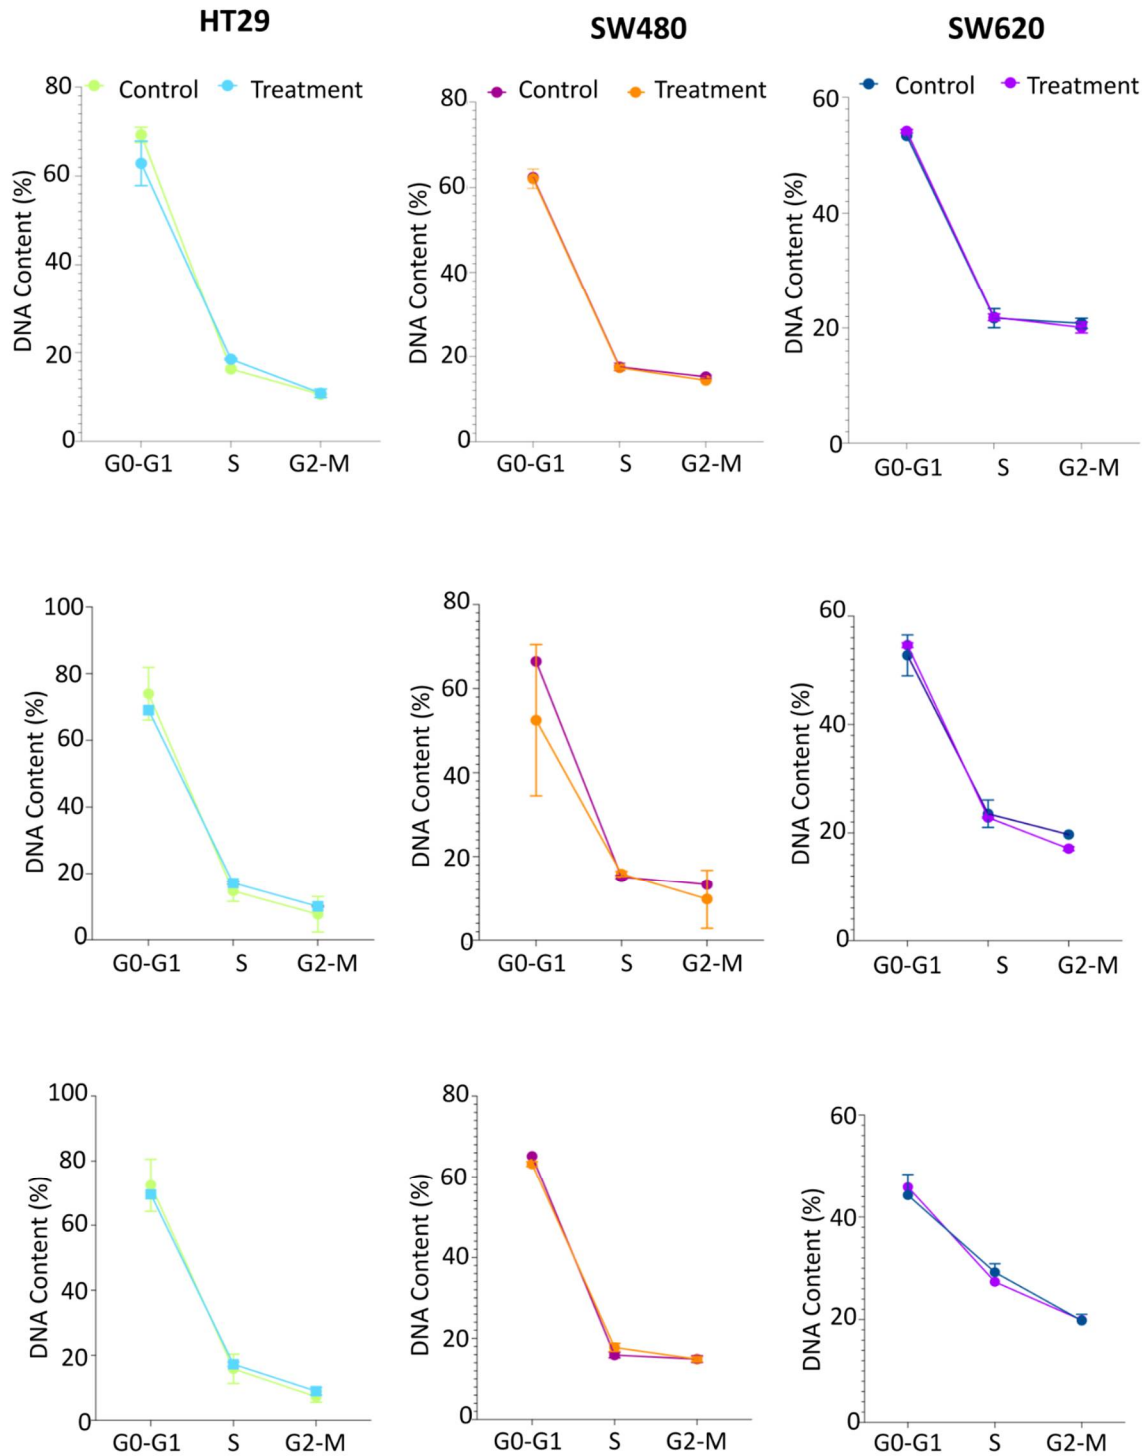 HT29
SW480
SW620
Control
Treatment
Control
Treatment
Control
Treatment
DNA Content (%)
80
60
40
20
0
G0-G1
S
G2-M
DNA Content (%)
80
60
40
20
0
G0-G1
S
G2-M
DNA Content (%)
60
40
20
0
G0-G1
S
G2-M
DNA Content (%)
100
80
60
40
20
0
G0-G1
S
G2-M
DNA Content (%)
80
60
40
20
0
G0-G1
S
G2-M
DNA Content (%)
60
40
20
0
G0-G1
S
G2-M
DNA Content (%)
100
80
60
40
20
0
G0-G1
S
G2-M
DNA Content (%)
80
60
40
20
0
G0-G1
S
G2-M
DNA Content (%)
60
40
20
0
G0-G1
S
G2-M